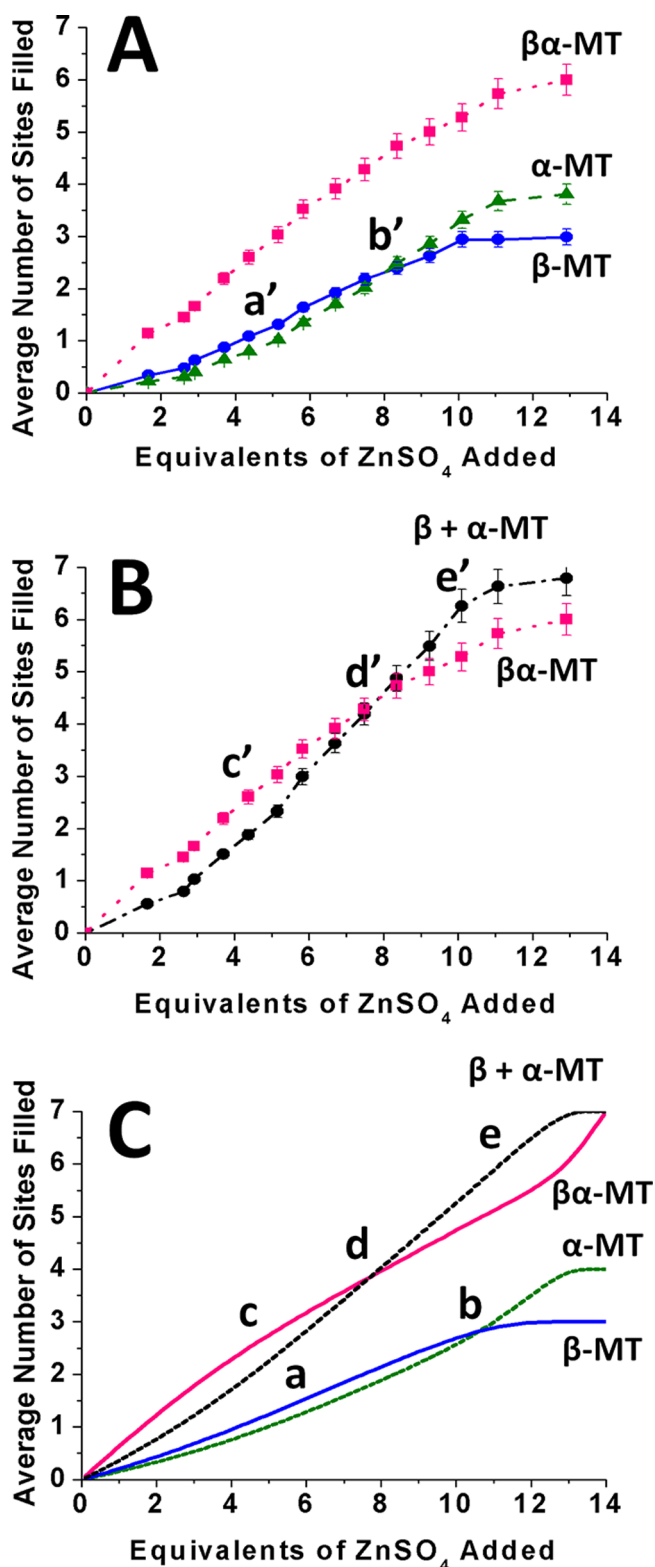 A
βα-MT
α-MT
b’
β-MT
a’
7
6
5
4
3
2
1
0
Average Number of Sites Filled
0 2 4 6 8 10 12 14
Equivalents of ZnSO₄ Added
β + α-MT
B
e’
βα-MT
d’
c’
7
6
5
4
3
2
1
0
Average Number of Sites Filled
0 2 4 6 8 10 12 14
Equivalents of ZnSO₄ Added
β + α-MT
C
e
βα-MT
d
α-MT
c
b
β-MT
a
7
6
5
4
3
2
1
0
Average Number of Sites Filled
0 2 4 6 8 10 12 14
Equivalents of ZnSO₄ Added